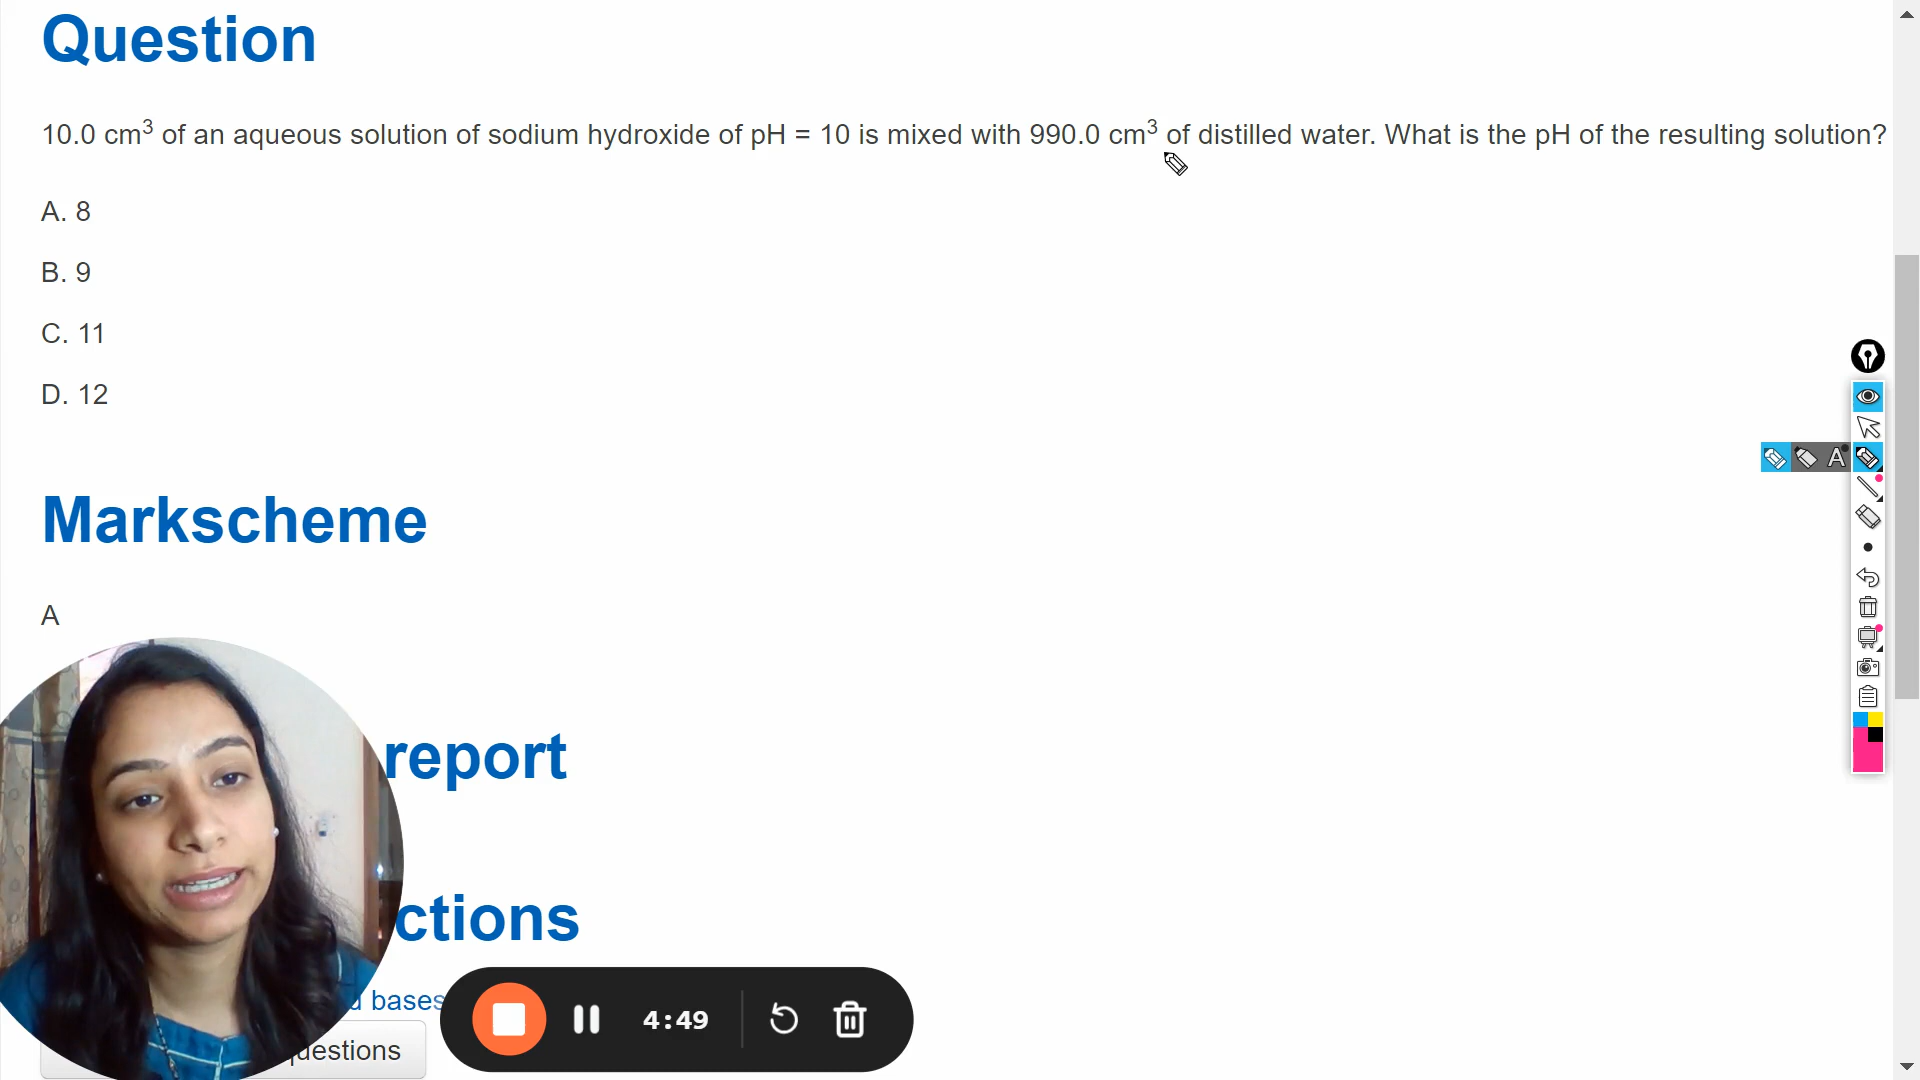 Question
10.0 cm³ of an aqueous solution of sodium hydroxide of pH = 10 is mixed with 990.0 cm³ of distilled water. What is the pH of the resulting solution?
A. 8
B. 9
C. 11
D. 12
A
Markscheme
A
report
ctions
d bases
questions
4:49